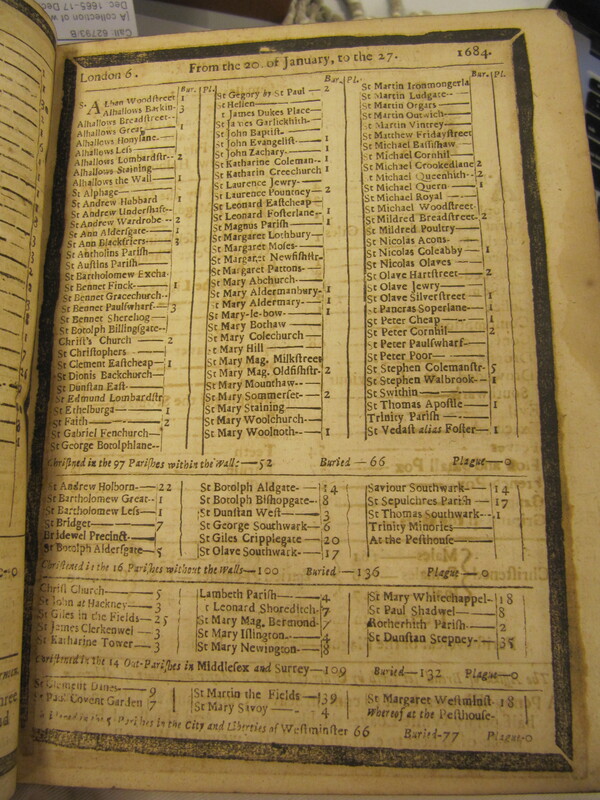 Call: 62793/B
(A collection of
Dec 1665-17 Dec
London 6. From the 20. of January, to the 27. 1684.
Bur. Pl.
St Alban Woodstreet 1
Alhallows Barkin- 3
Alhallows Breadstreet-- 1
Alhallows Great 1
Alhallows Honylane-
Alhallows Less
Alhallows Lombardstr-- 2
Alhallows Staining
Alhallows the Wall 1
St Alphage
St Andrew Hubbard 1
St Andrew Undershaft-
St Andrew Wardrobe -- 2
St Ann Aldersgate- 1
St Ann Blackfriers 3
St Antholins Parish
St Austins Parish
St Bartholomew Excha
St Bennet Finck- 1
St Bennet Gracechurch--
St Bennet Paulswharf- 3
St Bennet Sherehog
St Botolph Billingsgate--
Christ's Church 2
St Christophers
St Clement Eastcheap- 1
St Dionis Backchurch
St Dunstan East-
St Edmund Lombardstr
St Ethelburga 1
St Faith 2
St Gabriel Fenchurch- 1
St George Botolphlane-
Bur. Pl.
St Gregory by St Paul - 2
St Hellen
St James Dukes Place
St James Garlickhith-
St John Baptist
St John Evangelist-- 1
St John Zachary- 1
St Katharine Coleman-- 1
St Katharin Creechurch 1
St Laurence Jewry-
St Laurence Pountney 2
St Leonard Eastcheap
St Leonard Fosterlane- 1
St Magnus Parish 1
St Margaret Lothbury
St Margaret Moses-
St Margaret Newfishstr-
St Margaret Pattons-
St Mary Abchurch
St Mary Aldermanbury- 1
St Mary Aldermary- 1
St Mary-le-bow 1
St Mary Bothaw
St Mary Colechurch
St Mary Hill
St Mary Mag. Milkstreet
St Mary Mag. Oldfishstr- 2
St Mary Mounthaw--
St Mary Sommerset- 2
St Mary Staining
St Mary Woolchurch-
St Mary Woolnoth-- 1
Bur. Pl.
St Martin Ironmongerla
St Martin Ludgate--
St Martin Orgars
St Martin Outwich-
St Martin Vintrey- 1
St Matthew Fridaystreet
St Michael Bassishaw
St Michael Cornhil
St Michael Crookedlane 2
St Michael Queenhith-- 2
St Michael Quern 1
St Michael Royal
St Michael Woodstreet-
St Mildred Breadstreet. 2
St Mildred Poultry
St Nicolas Acons-
St Nicolas Coleabby 1
St Nicolas Olaves
St Olave Hartstreet 2
St Olave Jewry
St Olave Silverstreet 1
St Pancras Soperlane- 1
St Peter Cheap 1
St Peter Cornhil 2
St Peter Paulswharf-
St Peter Poor
St Stephen Colemanstr- 5
St Stephen Walbrook- 1
St Swithin
St Thomas Apostle 1
Trinity Parish
St Vedast alias Foster- 1
Christned in the 97 Parishes within the Walls-- 52 Buried - 66 Plague-0
St Andrew Holborn- 22
St Bartholomew Great-- 1
St Bartholomew Less- 1
St Bridget 7
Bridewel Precinct-
St Botolph Aldersgate- 5
St Botolph Aldgate- 14
St Botolph Bishopgate- 8
St Dunstan West- 3
St George Southwark- 6
St Giles Cripplegate 20
St Olave Southwark- 17
Saviour Southwark- 14
St Sepulchres Parish- 17
St Thomas Southwark-- 1
Trinity Minories
At the Pesthouse-
Christned in the 16 Parishes without the Walls-100 Buried - 136 Plague - 0
Christ Church 5
St John at Hackney- 3
St Giles in the Fields- 25
St James Clerkenwel - 3
St Katharine Tower- 3
Lambeth Parish 4
St Leonard Shoreditch- 7
St Mary Mag. Bermond- 7
St Mary Islington- 4
St Mary Newington- 8
St Mary Whitechappel- 18
St Paul Shadwel 8
Rotherhith Parish- 2
St Dunstan Stepney- 35
Christned in the 14 Out-Parishes in Middlesex and Surrey-109 Buried-132 Plague-0
St Clement Danes- 9
St Paul Covent Garden 7
St Martin the Fields - 39
St Mary Savoy 4
St Margaret Westminst- 18
Whereof at the Pesthouse-
Christned in the 5 Parishes in the City and Liberties of Westminster 66 Buried-77 Plague-0